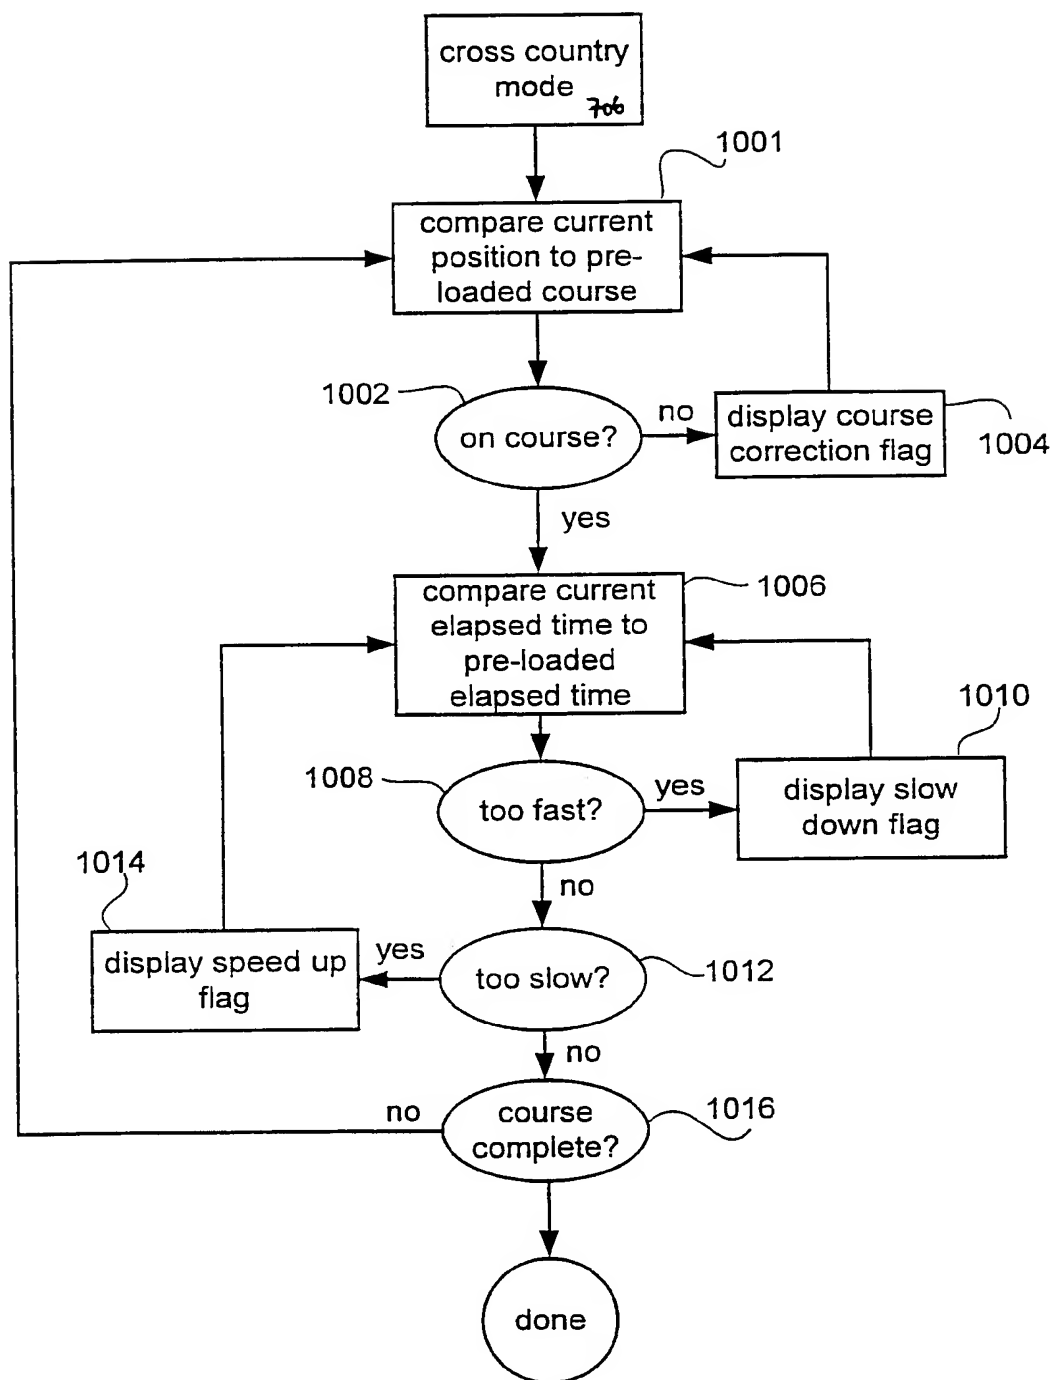 cross country
mode
706
1001
compare current
position to pre-
loaded course
1002
on course?
no
display course
correction flag
1004
yes
compare current
elapsed time to
pre-loaded
elapsed time
1006
1010
1008
too fast?
yes
display slow
down flag
no
1014
display speed up
flag
yes
too slow?
1012
no
no
course
complete?
1016
done